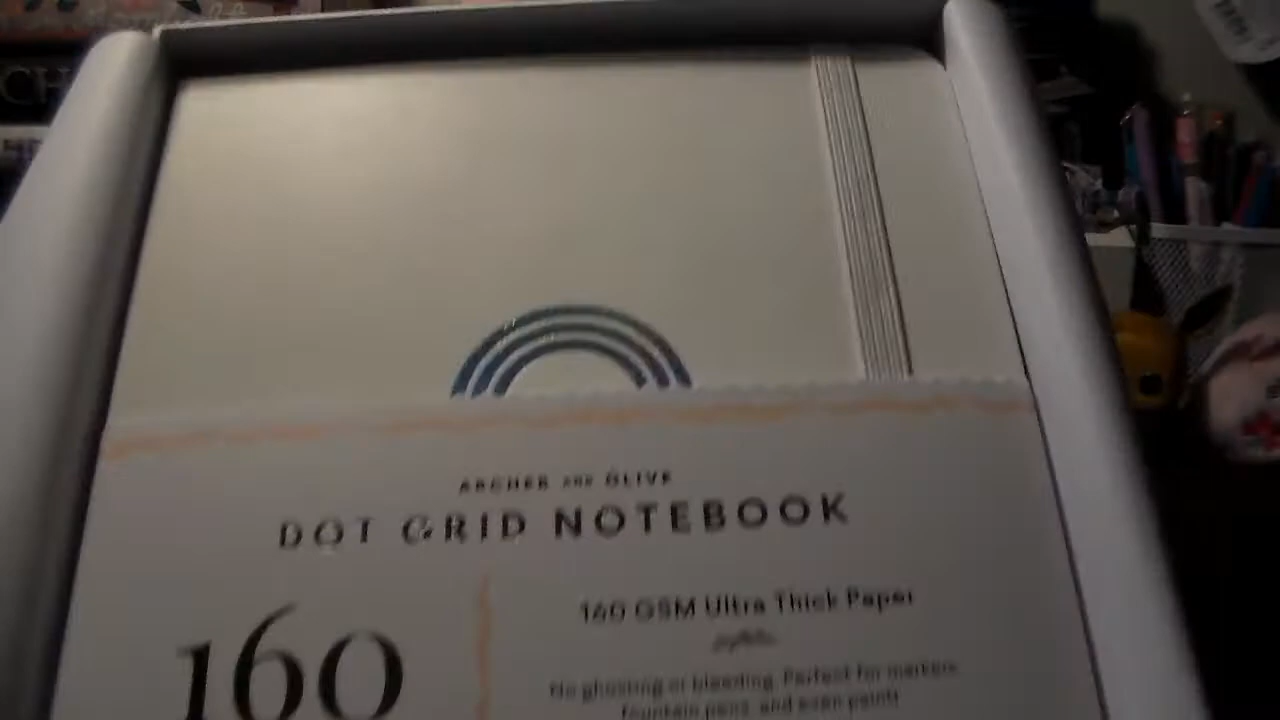 CH
ARCHER AND OLIVE
DOT GRID NOTEBOOK
160
160 GSM Ultra Thick Paper
No ghosting or bleeding. Perfect for markers,
fountain pens, and even paint!